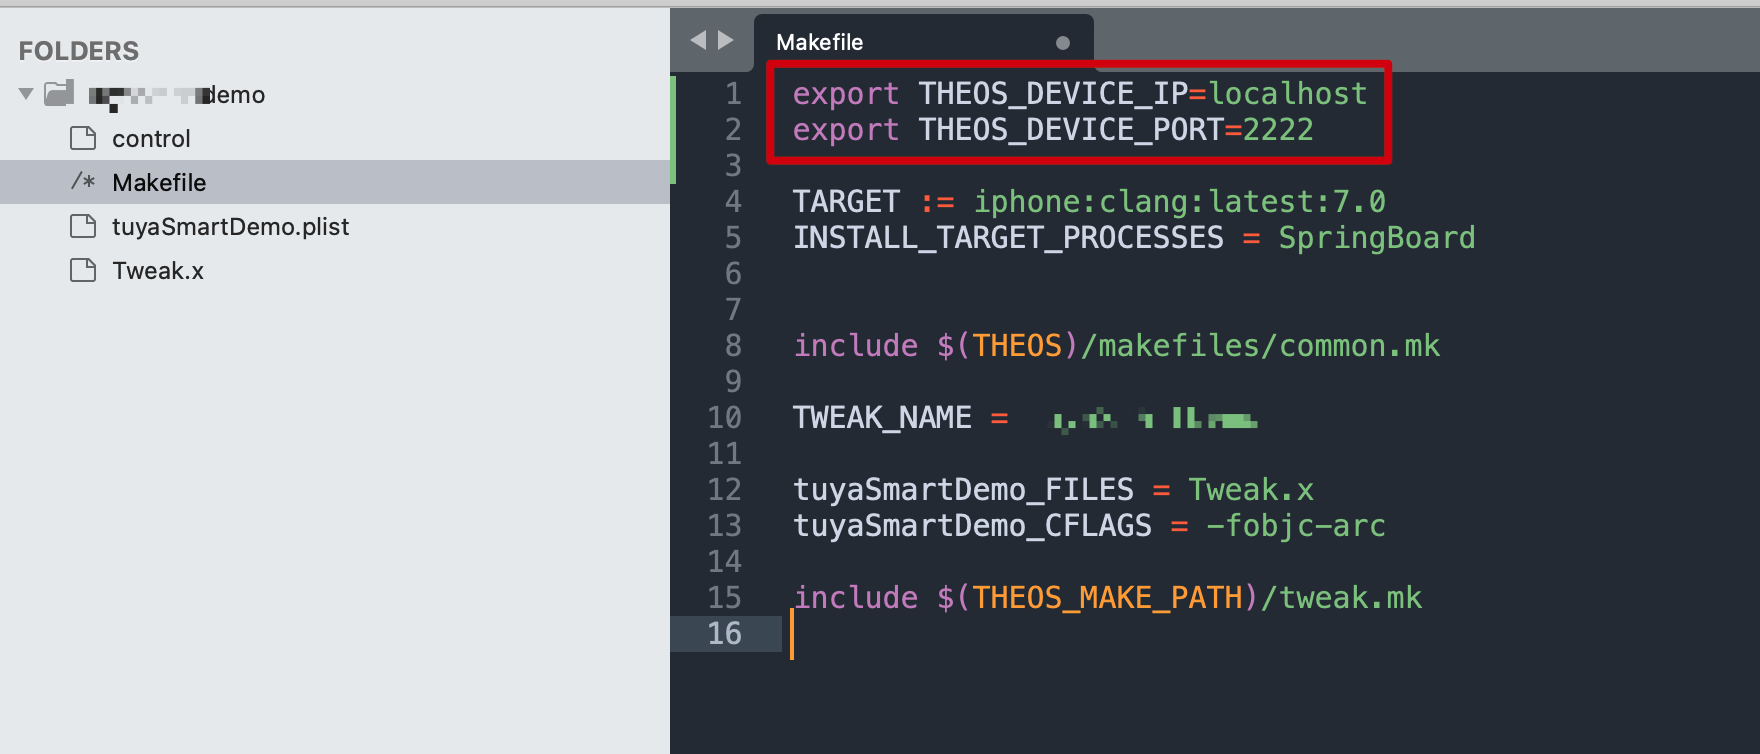 FOLDERS
demo
control
/* Makefile
tuyaSmartDemo.plist
Tweak.x
Makefile
1 export THEOS_DEVICE_IP=localhost
2 export THEOS_DEVICE_PORT=2222
3
4 TARGET := iphone:clang:latest:7.0
5 INSTALL_TARGET_PROCESSES = SpringBoard
6
7
8 include $(THEOS)/makefiles/common.mk
9
10 TWEAK_NAME =
11
12 tuyaSmartDemo_FILES = Tweak.x
13 tuyaSmartDemo_CFLAGS = -fobjc-arc
14
15 include $(THEOS_MAKE_PATH)/tweak.mk
16